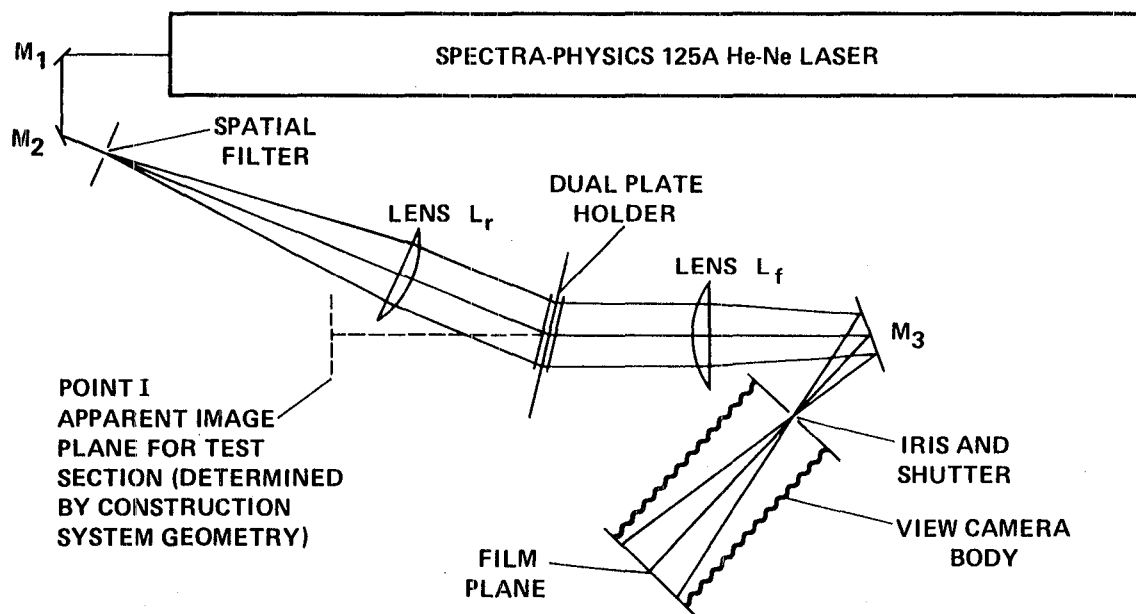 SPECTRA-PHYSICS 125A He-Ne LASER
M1
M2
SPATIAL
FILTER
DUAL PLATE
HOLDER
LENS Lr
LENS Lf
M3
POINT I
APPARENT IMAGE
PLANE FOR TEST
SECTION (DETERMINED
BY CONSTRUCTION
SYSTEM GEOMETRY)
IRIS AND
SHUTTER
VIEW CAMERA
BODY
FILM
PLANE